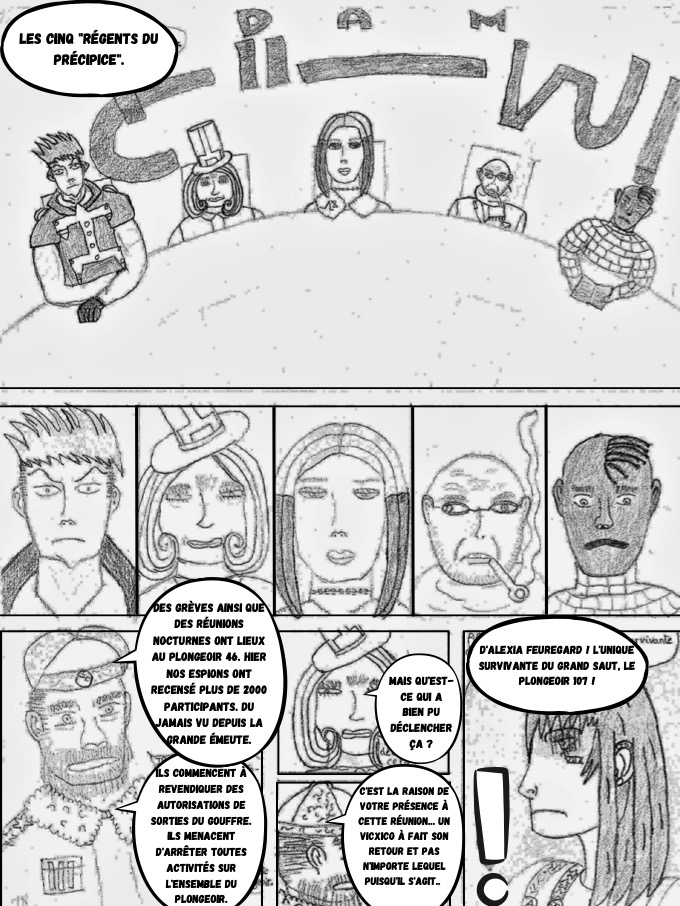 LES CINQ "RÉGENTS DU
PRÉCIPICE".
D A M
DES GRÈVES AINSI QUE
DES RÉUNIONS
NOCTURNES ONT LIEUX
AU PLONGEOIR 46. HIER
NOS ESPIONS ONT
RECENSÉ PLUS DE 2000
PARTICIPANTS. DU
JAMAIS VU DEPUIS LA
GRANDE ÉMEUTE.
ILS COMMENCENT À
REVENDIQUER DES
AUTORISATIONS DE
SORTIES DU GOUFFRE.
ILS MENACENT
D'ARRÊTER TOUTES
ACTIVITÉS SUR
L'ENSEMBLE DU
PLONGEOIR.
MAIS QU'EST-
CE QUI A
BIEN PU
DÉCLENCHER
ÇA ?
C'EST LA RAISON DE
VOTRE PRÉSENCE À
CETTE RÉUNION... UN
VICXICO À FAIT SON
RETOUR ET PAS
N'IMPORTE LEQUEL
PUISQU'IL S'AGIT..
D'ALEXIA FEUREGARD ! L'UNIQUE
SURVIVANTE DU GRAND SAUT, LE
PLONGEOIR 107 !
!